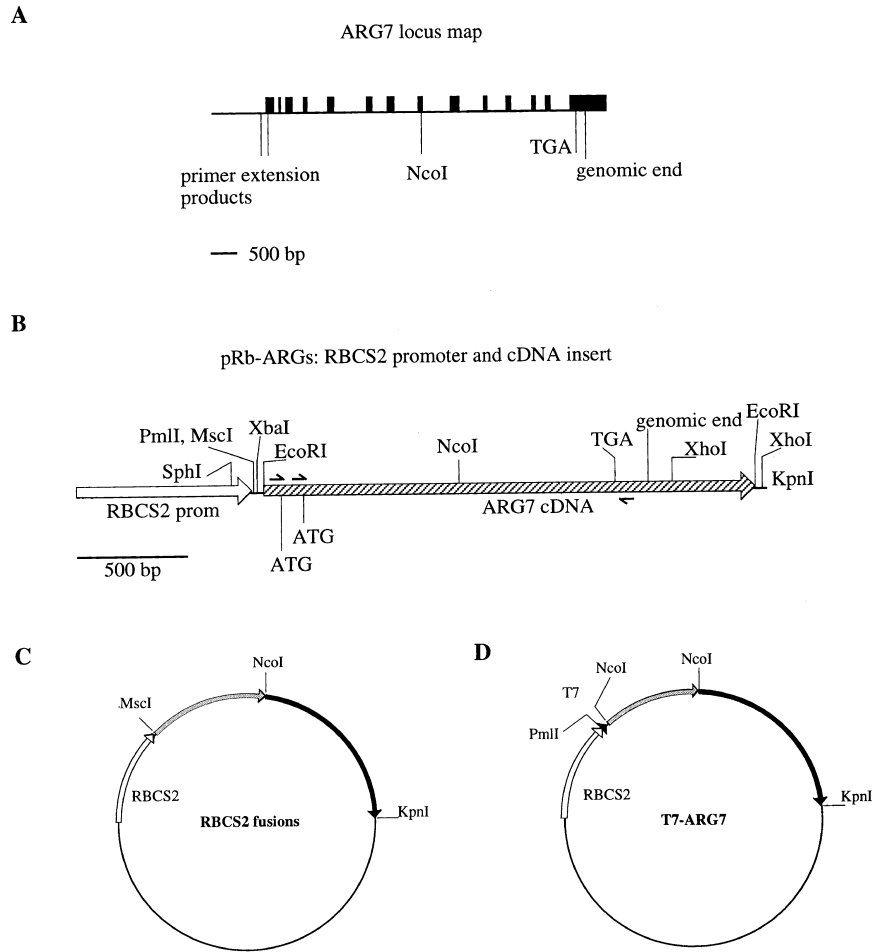 A
ARG7 locus map
TGA
primer extension
products
NcoI
genomic end
500 bp
B
pRb-ARGs: RBCS2 promoter and cDNA insert
PmlI, MscI
XbaI
EcoRI
SphI
NcoI
TGA
genomic end
XhoI
EcoRI
XhoI
KpnI
RBCS2 prom
ARG7 cDNA
ATG
ATG
500 bp
C
NcoI
MscI
RBCS2
RBCS2 fusions
KpnI
D
NcoI
NcoI
T7
PmlI
RBCS2
T7-ARG7
KpnI